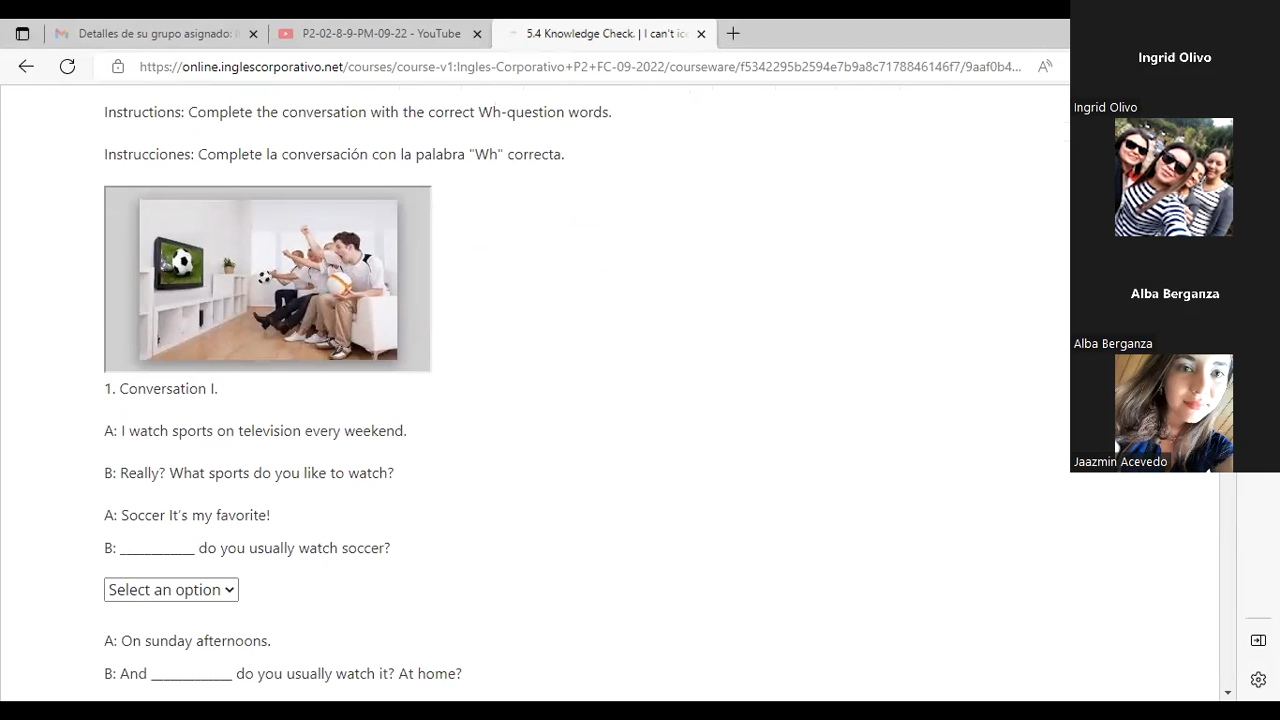 Detalles de su grupo asignado:
P2-02-8-9-PM-09-22 - YouTube
5.4 Knowledge Check. | I can't ic
https://online.inglescorporativo.net/courses/course-v1:Ingles-Corporativo+P2+FC-09-2022/courseware/f5342295b2594e7b9a8c7178846146f7/9aaf0b4...
Instructions: Complete the conversation with the correct Wh-question words.
Instrucciones: Complete la conversación con la palabra "Wh" correcta.
1. Conversation I.
A: I watch sports on television every weekend.
B: Really? What sports do you like to watch?
A: Soccer It's my favorite!
B: ___________ do you usually watch soccer?
Select an option
A: On sunday afternoons.
B: And ____________ do you usually watch it? At home?
Ingrid Olivo
Ingrid Olivo
Alba Berganza
Alba Berganza
Jaazmin Acevedo